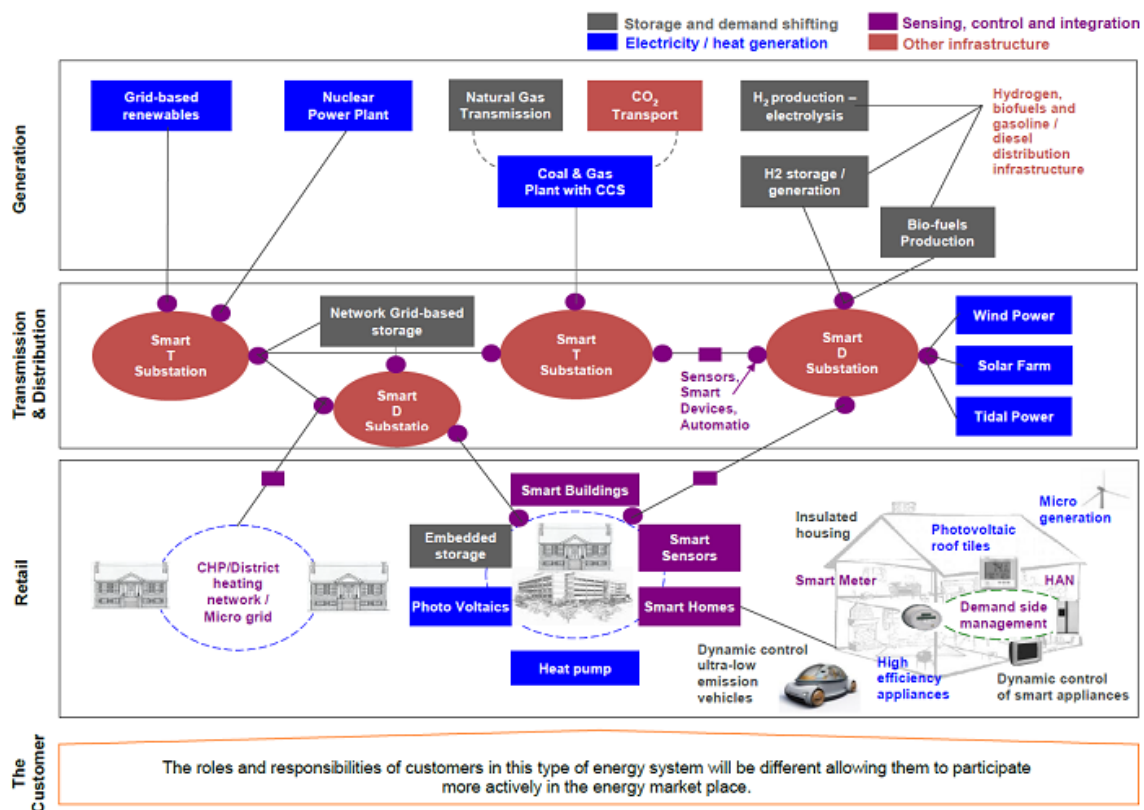 Storage and demand shifting
Sensing, control and integration
Electricity / heat generation
Other infrastructure
Generation
Grid-based
renewables
Nuclear
Power Plant
Natural Gas
Transmission
CO2
Transport
H2 production –
electrolysis
Hydrogen,
biofuels and
gasoline /
diesel
distribution
infrastructure
Coal & Gas
Plant with CCS
H2 storage /
generation
Bio-fuels
Production
Transmission
& Distribution
Smart
T
Substation
Network Grid-based
storage
Smart
D
Substatio
Smart
T
Substation
Sensors,
Smart
Devices,
Automatio
Smart
D
Substation
Wind Power
Solar Farm
Tidal Power
Retail
CHP/District
heating
network /
Micro grid
Smart Buildings
Embedded
storage
Smart
Sensors
Photo Voltaics
Smart Homes
Heat pump
Insulated
housing
Photovoltaic
roof tiles
Micro
generation
Smart Meter
HAN
Demand side
management
Dynamic control
ultra-low
emission
vehicles
High
efficiency
appliances
Dynamic control
of smart appliances
The
Customer
The roles and responsibilities of customers in this type of energy system will be different allowing them to participate
more actively in the energy market place.